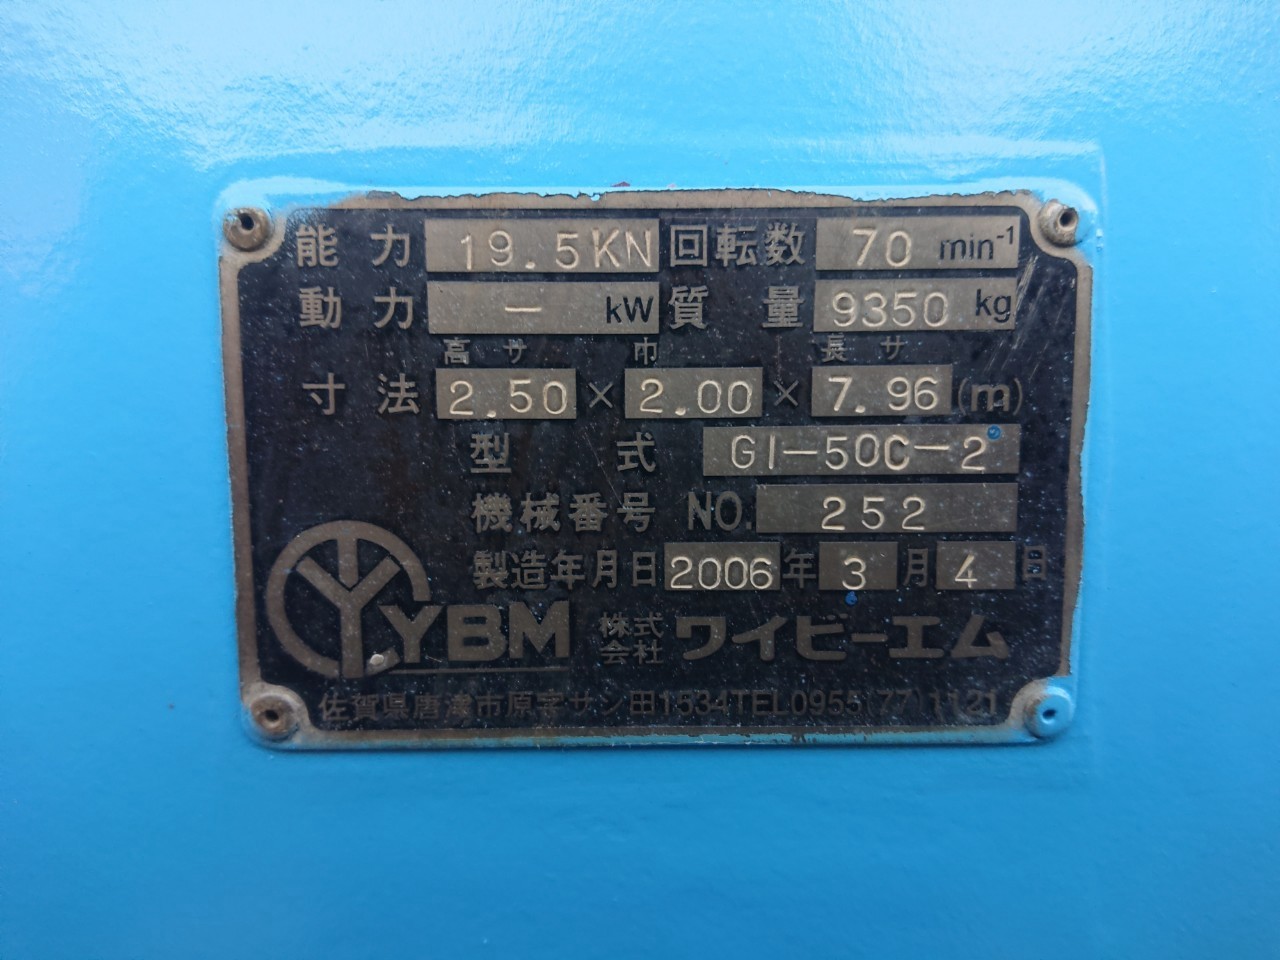 能力 19.5KN 回転数 70 min⁻¹
動力 — kW 質量 9350 kg
高サ 巾 長サ
寸法 2.50 × 2.00 × 7.96 (m)
型式 GI-50C-2
機械番号 NO. 252
製造年月日 2006 年 3 月 4 日
YBM 株式会社 ワイビーエム
佐賀県唐津市原字サン田1534TEL0955(77)1121